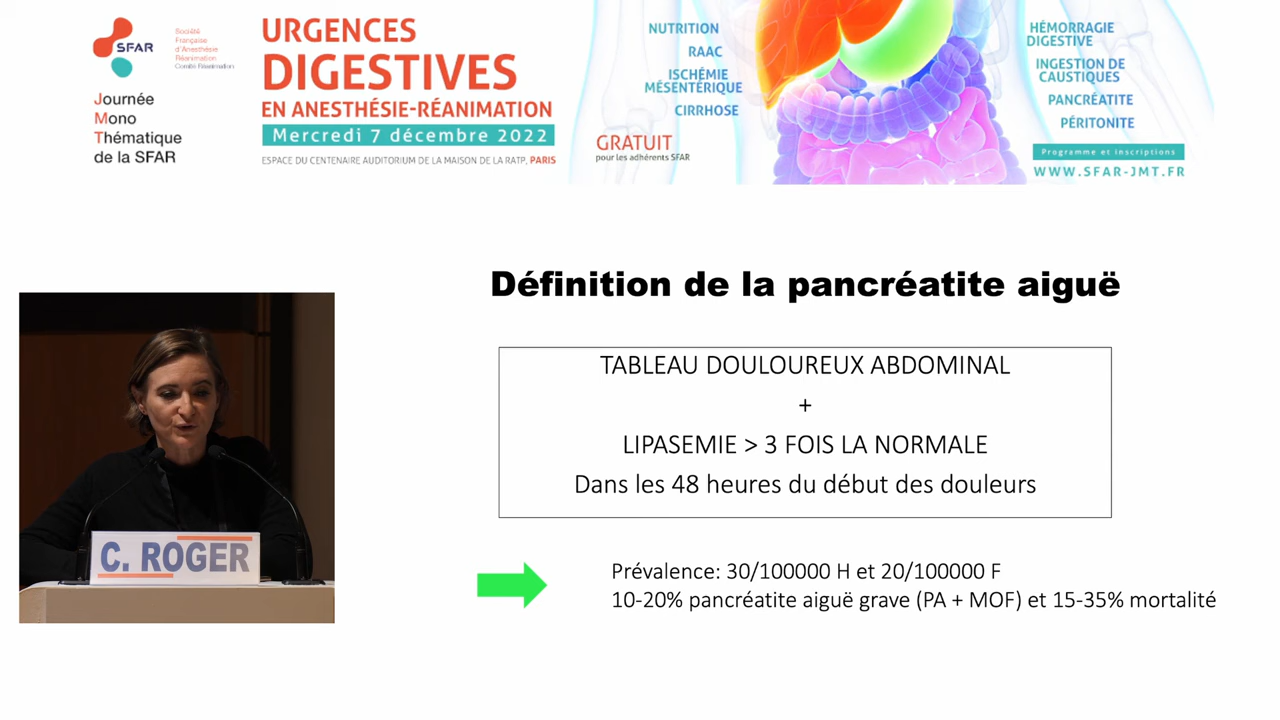 SFAR
Société
Française
d'Anesthésie
Réanimation
Comité Réanimation
Journée
Mono
Thématique
de la SFAR
URGENCES
DIGESTIVES
EN ANESTHÉSIE-RÉANIMATION
Mercredi 7 décembre 2022
ESPACE DU CENTENAIRE AUDITORIUM DE LA MAISON DE LA RATP, PARIS
NUTRITION
RAAC
ISCHÉMIE
MÉSENTÉRIQUE
CIRRHOSE
GRATUIT
pour les adhérents SFAR
HÉMORRAGIE
DIGESTIVE
INGESTION DE
CAUSTIQUES
PANCRÉATITE
PÉRITONITE
Programme et inscriptions
WWW.SFAR-JMT.FR
Définition de la pancréatite aiguë
TABLEAU DOULOUREUX ABDOMINAL
+
LIPASEMIE > 3 FOIS LA NORMALE
Dans les 48 heures du début des douleurs
C. ROGER
Prévalence: 30/100000 H et 20/100000 F
10-20% pancréatite aiguë grave (PA + MOF) et 15-35% mortalité